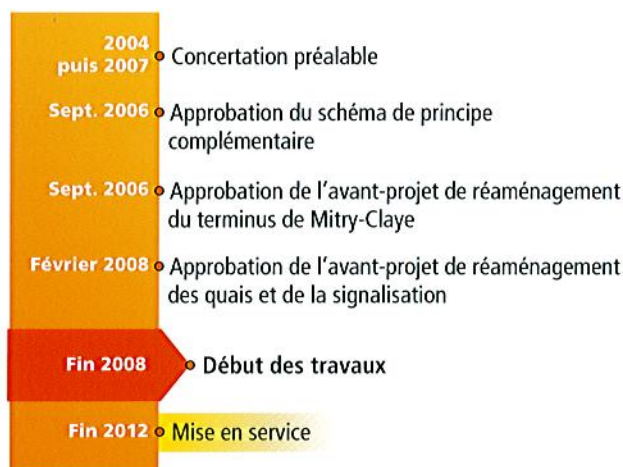 2004
puis 2007
Concertation préalable
Sept. 2006
Approbation du schéma de principe
complémentaire
Sept. 2006
Approbation de l'avant-projet de réaménagement
du terminus de Mitry-Claye
Février 2008
Approbation de l'avant-projet de réaménagement
des quais et de la signalisation
Fin 2008
Début des travaux
Fin 2012
Mise en service